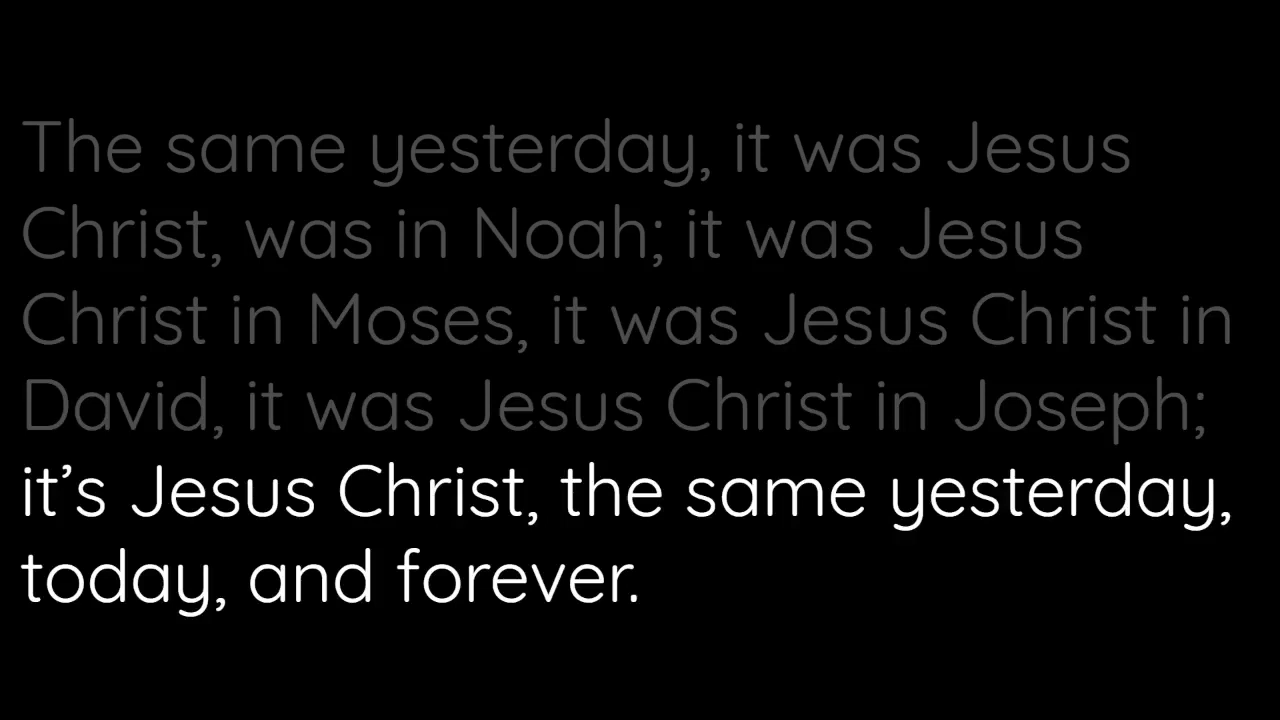 The same yesterday, it was Jesus
Christ, was in Noah; it was Jesus
Christ in Moses, it was Jesus Christ in
David, it was Jesus Christ in Joseph;
it’s Jesus Christ, the same yesterday,
today, and forever.